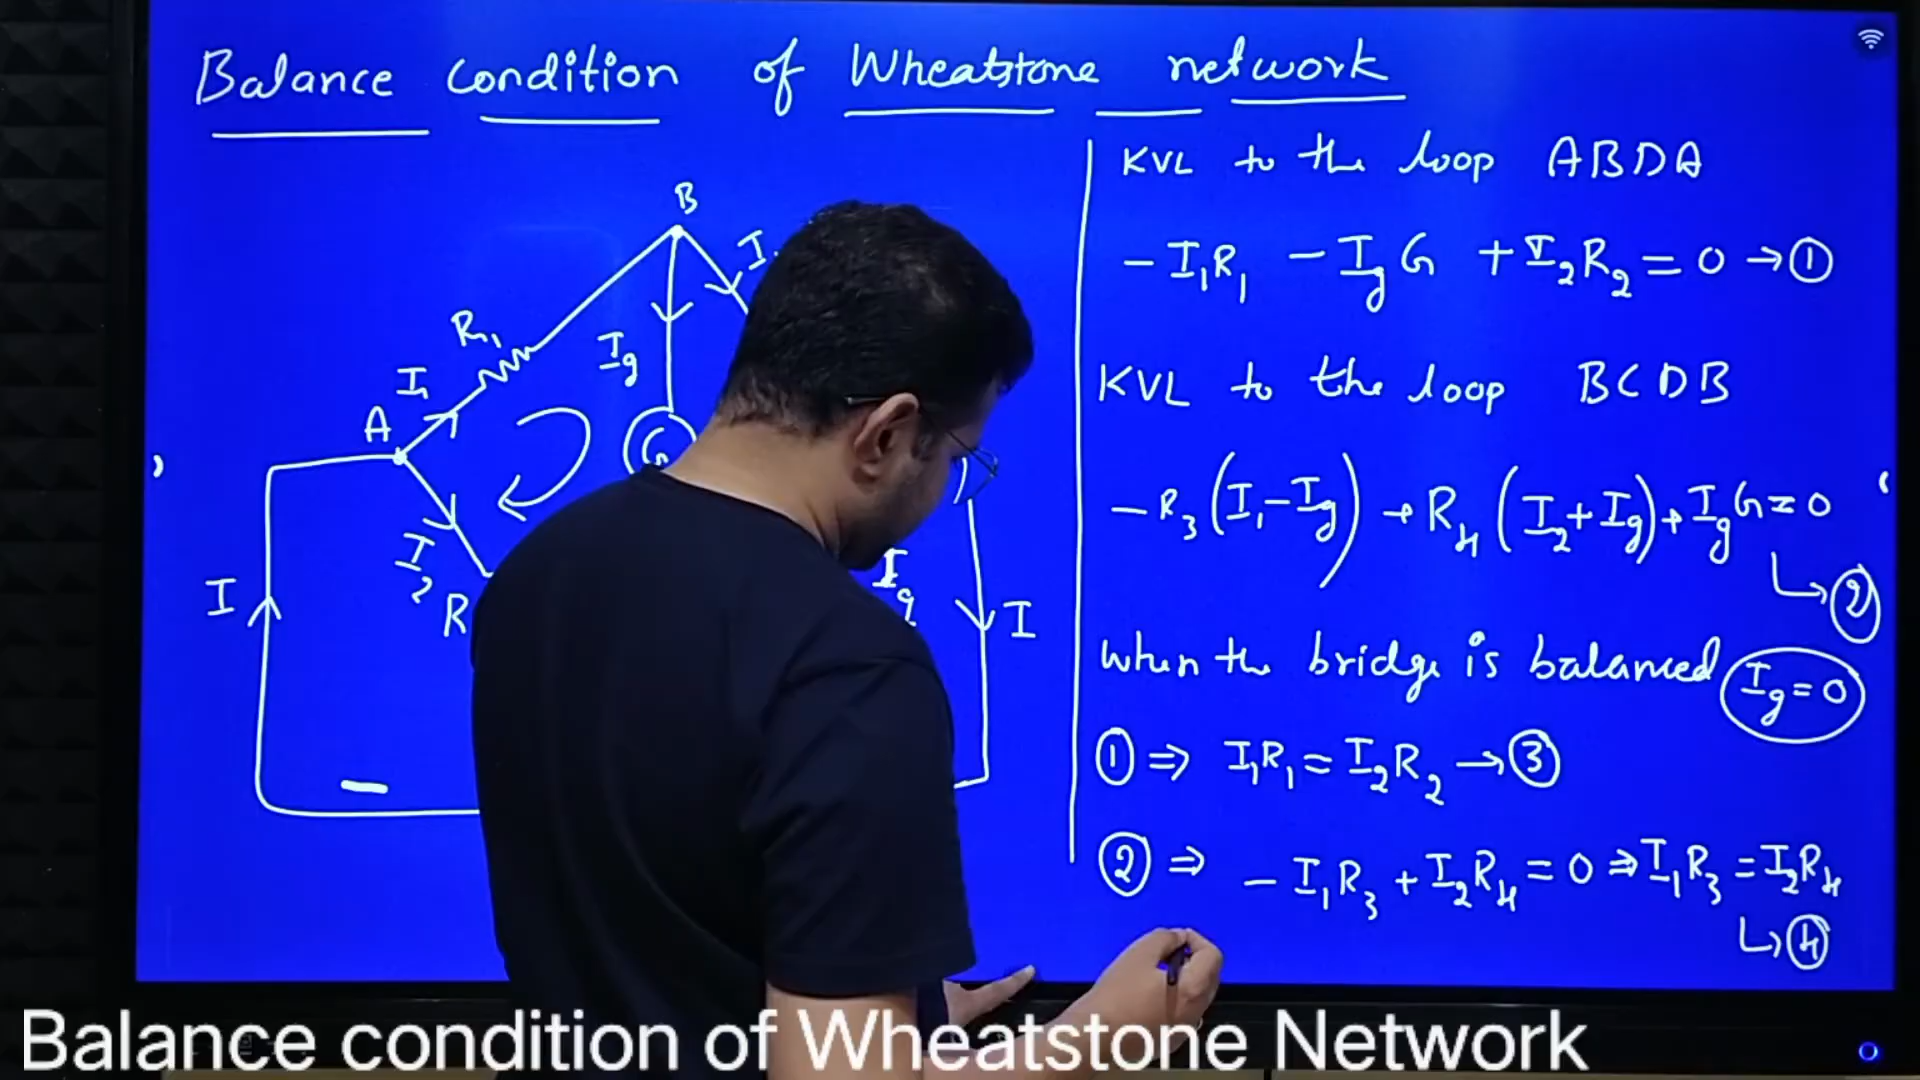 Balance condition of Wheatstone network
B
I
R₁
I₁
Ig
A
G
I₂
R
I
Ig
I
KVL to the loop ABDA
-I₁R₁ -IgG +I₂R₂ = 0 → ①
KVL to the loop BCDB
-R₃(I₁-Ig) + R₄(I₂+Ig)+IgG=0
↳ ②
when the bridge is balanced Ig=0
① ⇒ I₁R₁ = I₂R₂ → ③
② ⇒ -I₁R₃ + I₂R₄ = 0 ⇒ I₁R₃ = I₂R₄
↳ ④
Balance condition of Wheatstone Network